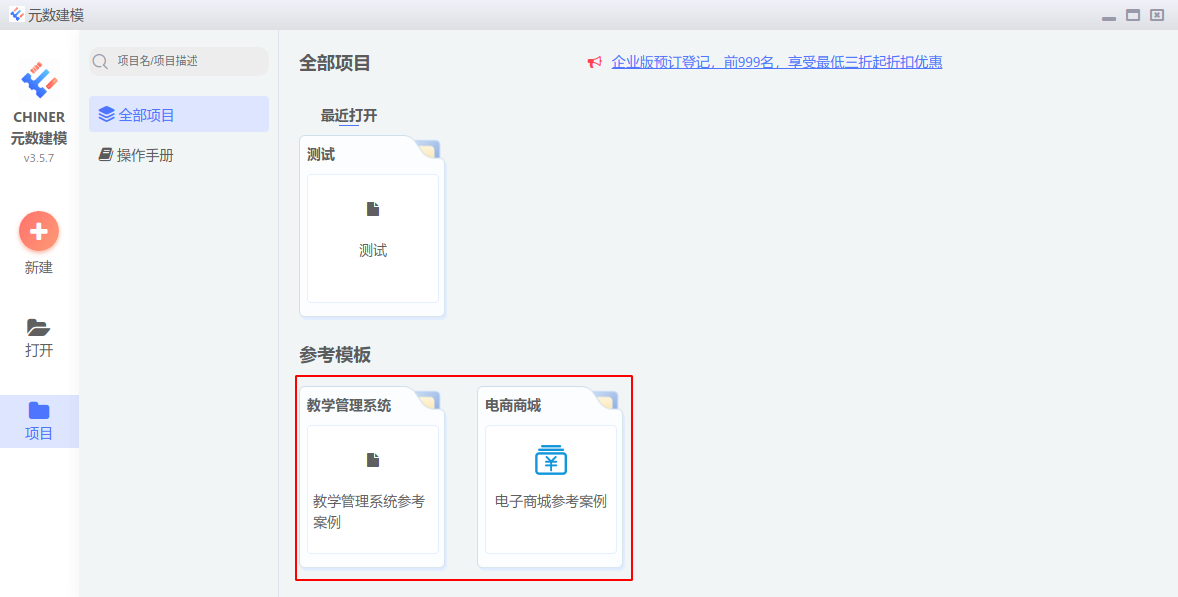 元数建模
CHINER
元数建模
v3.5.7
新建
打开
项目
项目名/项目描述
全部项目
操作手册
全部项目
企业版预订登记，前999名，享受最低三折起折扣优惠
最近打开
测试
测试
参考模板
教学管理系统
教学管理系统参考
案例
电商商城
电子商城参考案例